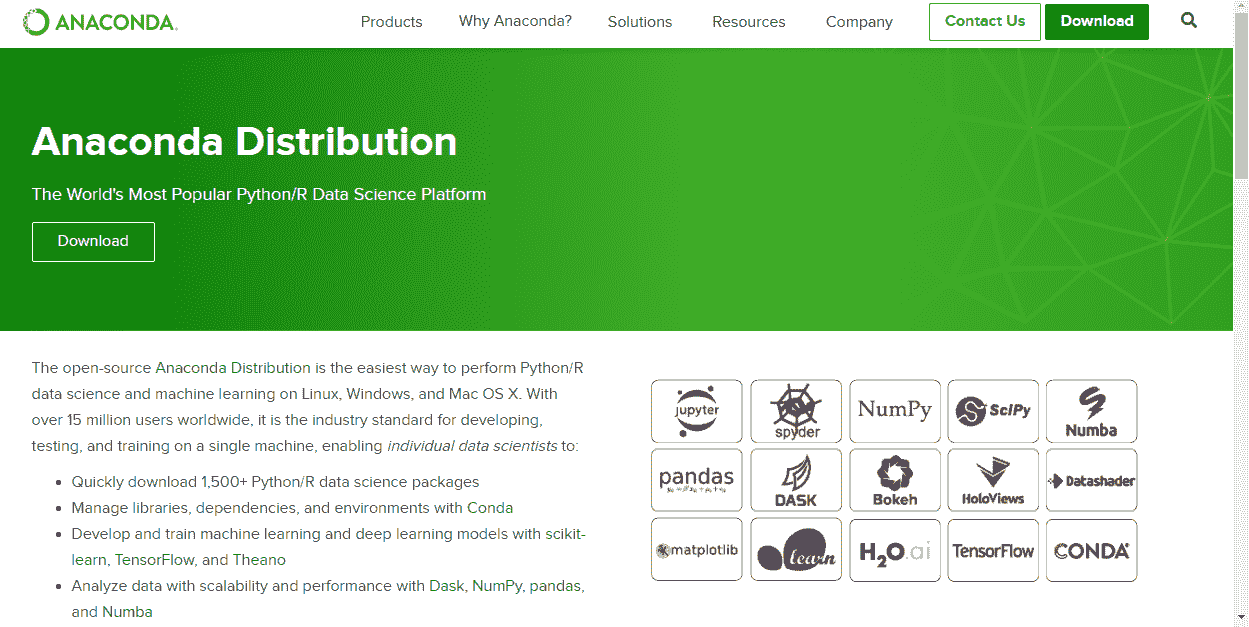 ANACONDA.
Products
Why Anaconda?
Solutions
Resources
Company
Contact Us
Download
Anaconda Distribution
The World's Most Popular Python/R Data Science Platform
Download
The open-source Anaconda Distribution is the easiest way to perform Python/R
data science and machine learning on Linux, Windows, and Mac OS X. With
over 15 million users worldwide, it is the industry standard for developing,
testing, and training on a single machine, enabling individual data scientists to:
Quickly download 1,500+ Python/R data science packages
Manage libraries, dependencies, and environments with Conda
Develop and train machine learning and deep learning models with scikit-
learn, TensorFlow, and Theano
Analyze data with scalability and performance with Dask, NumPy, pandas,
and Numba
jupyter
spyder
NumPy
SciPy
Numba
pandas
DASK
Bokeh
HoloViews
Datashader
matplotlib
learn
H2O.ai
TensorFlow
CONDA